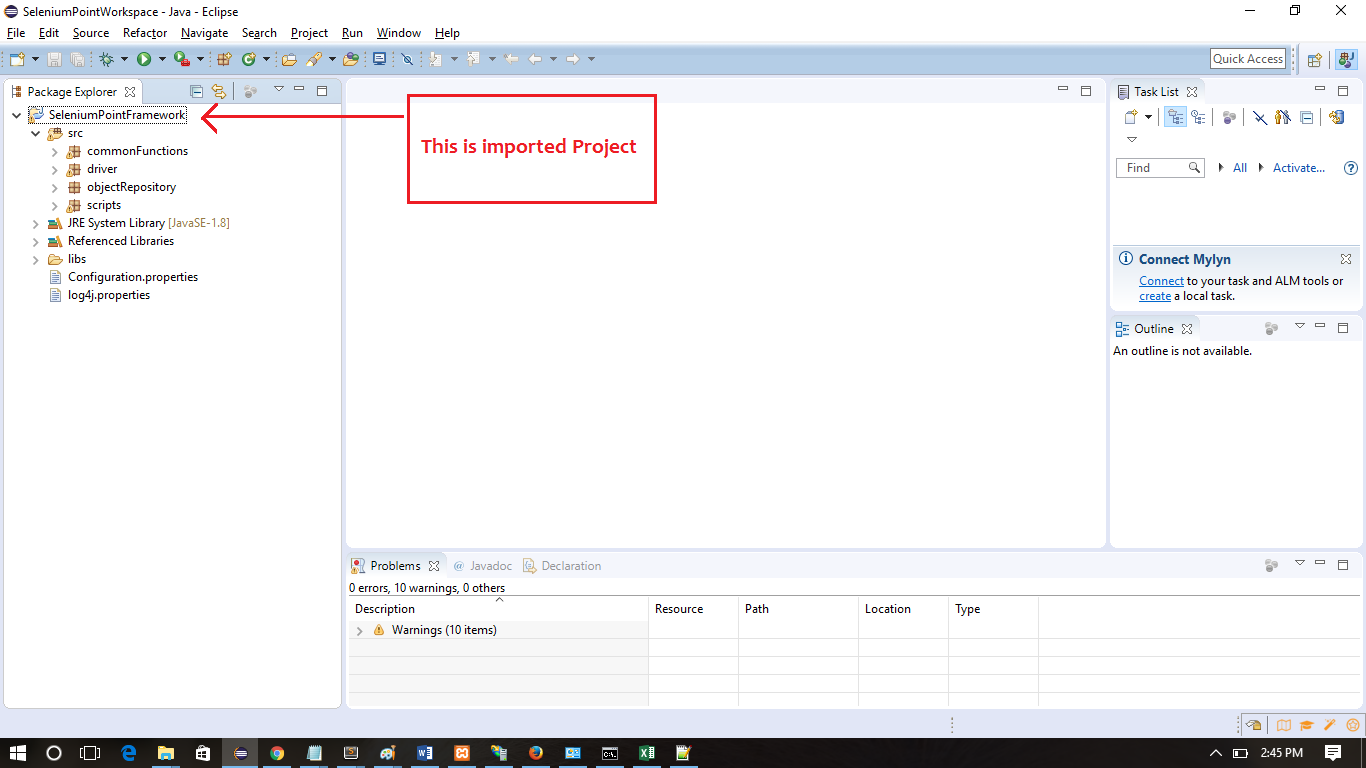 SeleniumPointWorkspace - Java - Eclipse
File Edit Source Refactor Navigate Search Project Run Window Help
Quick Access
Package Explorer
SeleniumPointFramework
src
commonFunctions
driver
objectRepository
scripts
JRE System Library [JavaSE-1.8]
Referenced Libraries
libs
Configuration.properties
log4j.properties
This is imported Project
Task List
Find All Activate...
Connect Mylyn
Connect to your task and ALM tools or
create a local task.
Outline
An outline is not available.
Problems @ Javadoc Declaration
0 errors, 10 warnings, 0 others
Description Resource Path Location Type
Warnings (10 items)
2:45 PM